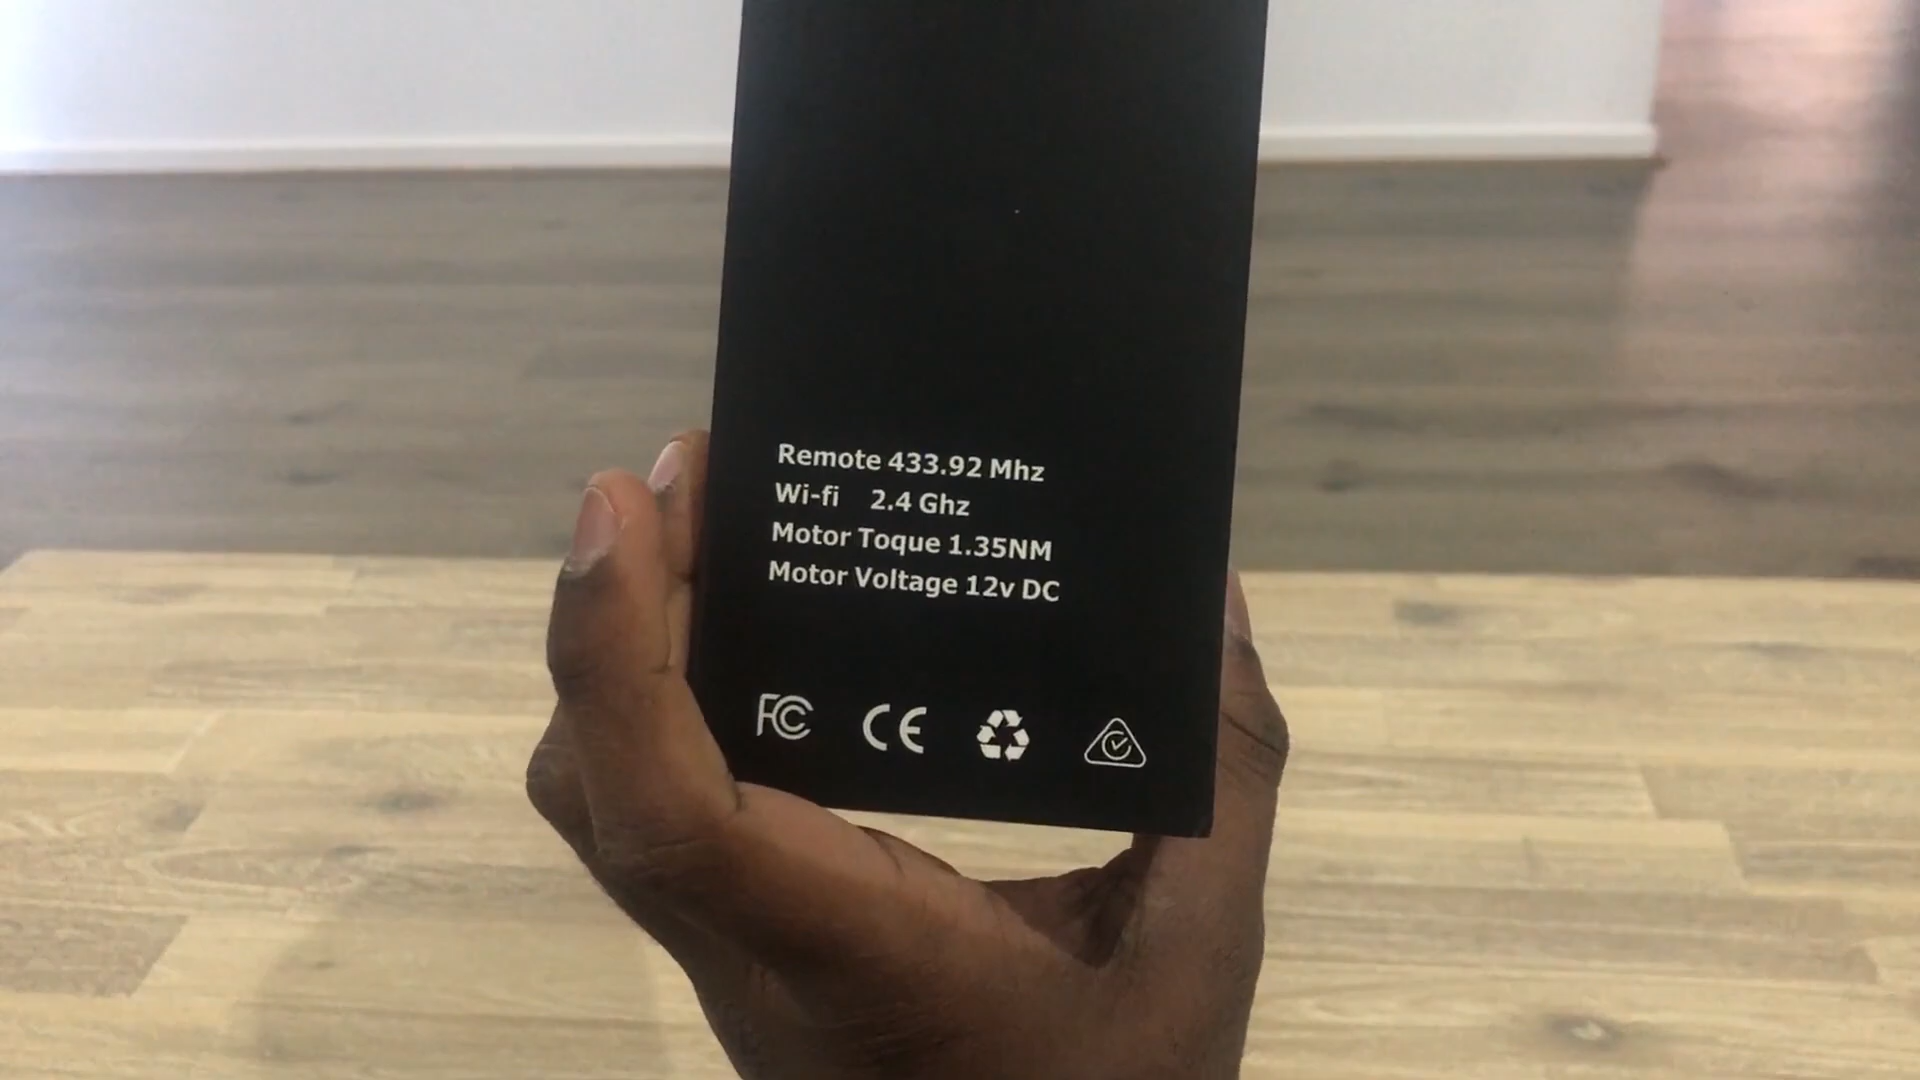 Remote 433.92 Mhz
Wi-fi 2.4 Ghz
Motor Toque 1.35NM
Motor Voltage 12v DC
FC CE